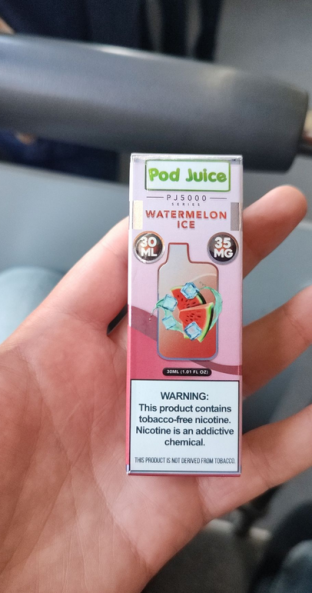 Pod Juice
PJ5000
SERIES
WATERMELON
ICE
30
ML
35
MG
30ML (1.01 FL OZ)
WARNING:
This product contains
tobacco-free nicotine.
Nicotine is an addictive
chemical.
THIS PRODUCT IS NOT DERIVED FROM TOBACCO